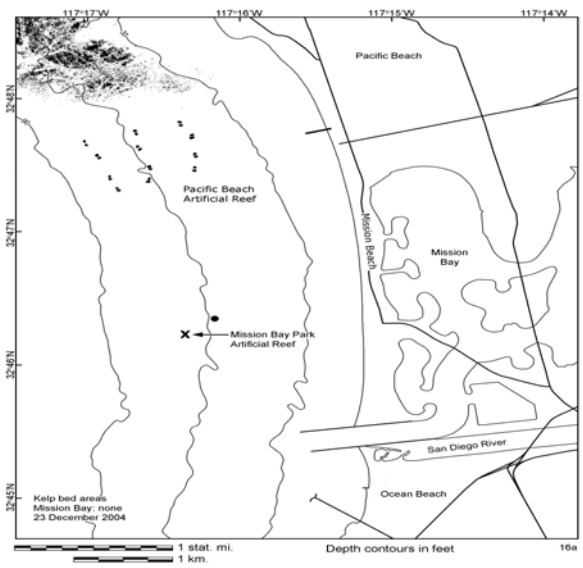 117°17'W 117°16'W 117°15'W 117°14'W
Pacific Beach
32°48'N
Pacific Beach
Artificial Reef
32°47'N
Mission Beach
Mission
Bay
Mission Bay Park
Artificial Reef
X
32°46'N
San Diego River
Ocean Beach
32°45'N
Kelp bed areas
Mission Bay: none
23 December 2004
1 stat. mi.
1 km.
Depth contours in feet
16a